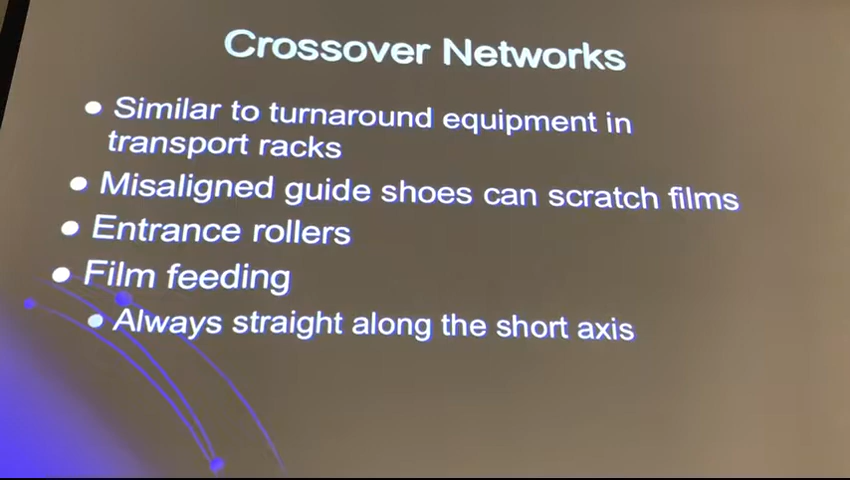 Crossover Networks
Similar to turnaround equipment in
transport racks
Misaligned guide shoes can scratch films
Entrance rollers
Film feeding
Always straight along the short axis